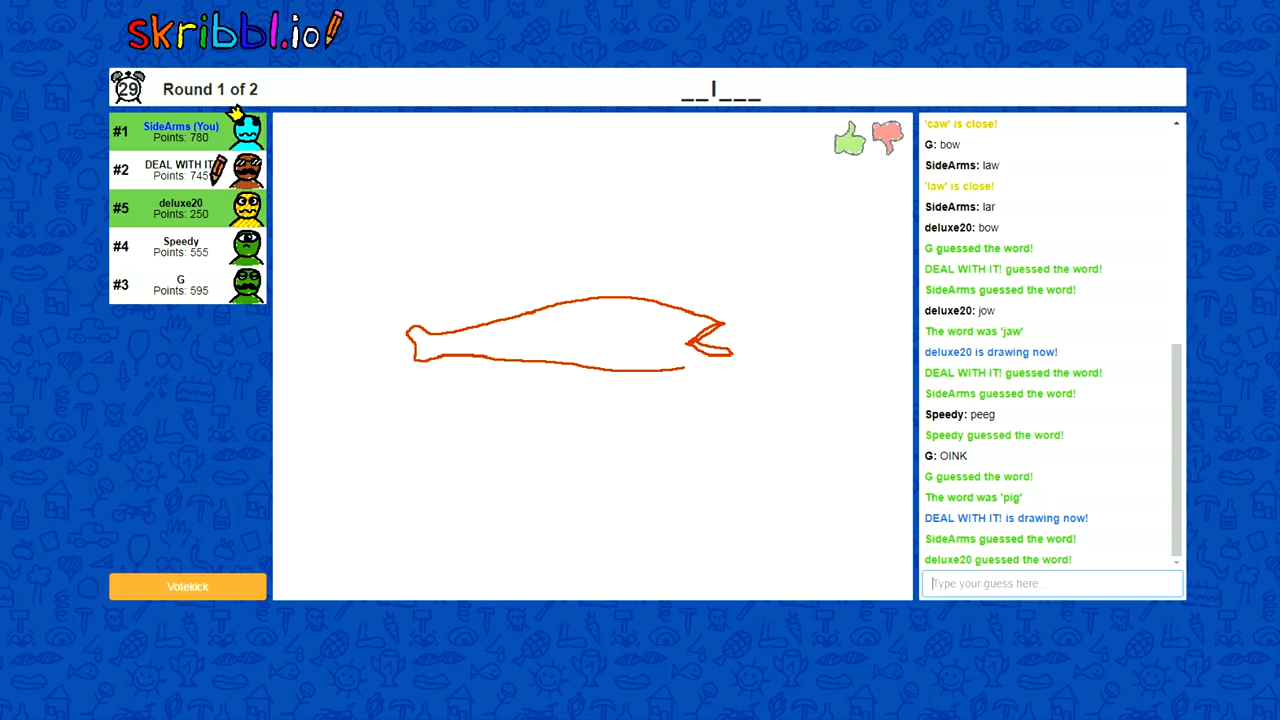 skribbl.io
29
Round 1 of 2
__l___
#1
SideArms (You)
Points: 780
#2
DEAL WITH IT!
Points: 745
#5
deluxe20
Points: 250
#4
Speedy
Points: 555
#3
G
Points: 595
Votekick
'caw' is close!
G: bow
SideArms: law
'law' is close!
SideArms: lar
deluxe20: bow
G guessed the word!
DEAL WITH IT! guessed the word!
SideArms guessed the word!
deluxe20: jow
The word was 'jaw'
deluxe20 is drawing now!
DEAL WITH IT! guessed the word!
SideArms guessed the word!
Speedy: peeg
Speedy guessed the word!
G: OINK
G guessed the word!
The word was 'pig'
DEAL WITH IT! is drawing now!
SideArms guessed the word!
deluxe20 guessed the word!
Type your guess here...